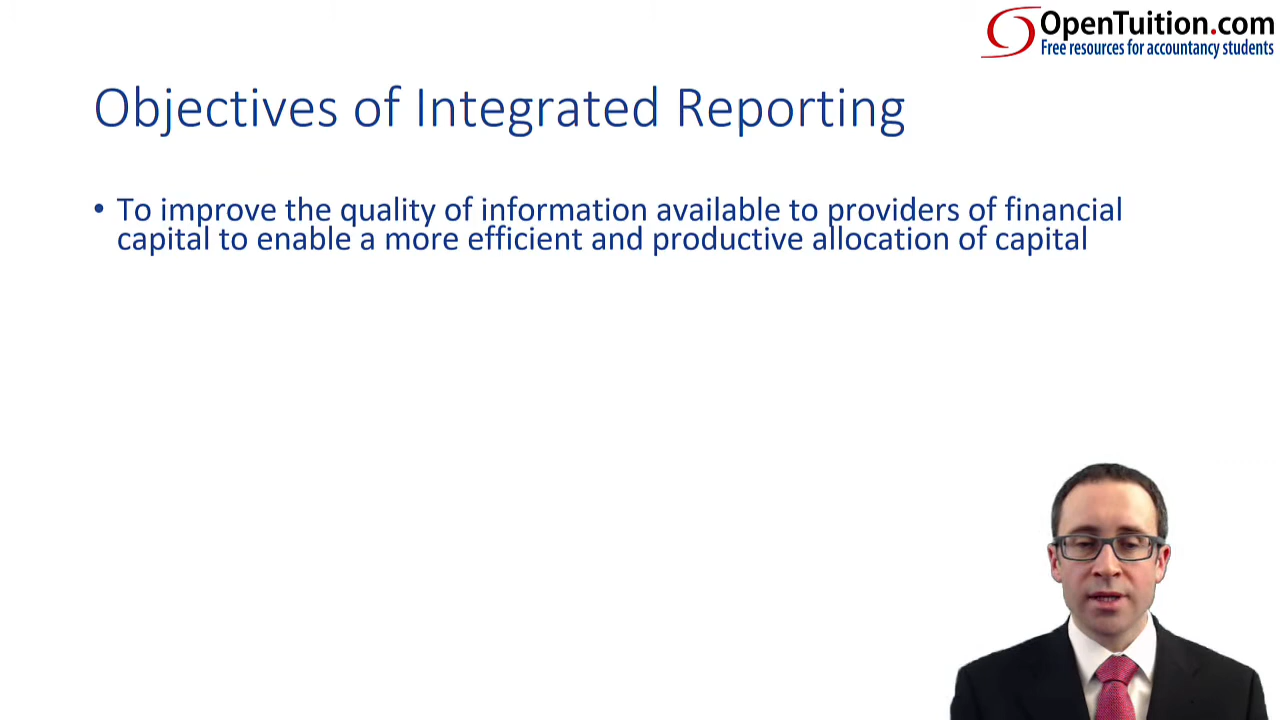 OpenTuition.com
Free resources for accountancy students
Objectives of Integrated Reporting
• To improve the quality of information available to providers of financial
capital to enable a more efficient and productive allocation of capital